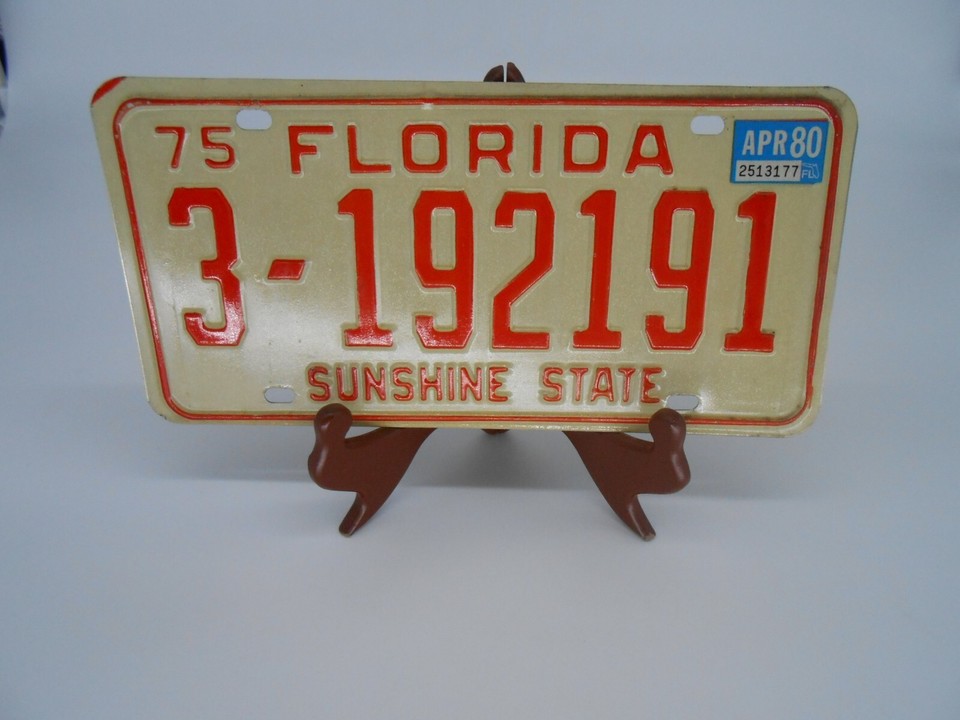 75 FLORIDA
APR 80
2513177 FL
3-192191
SUNSHINE STATE